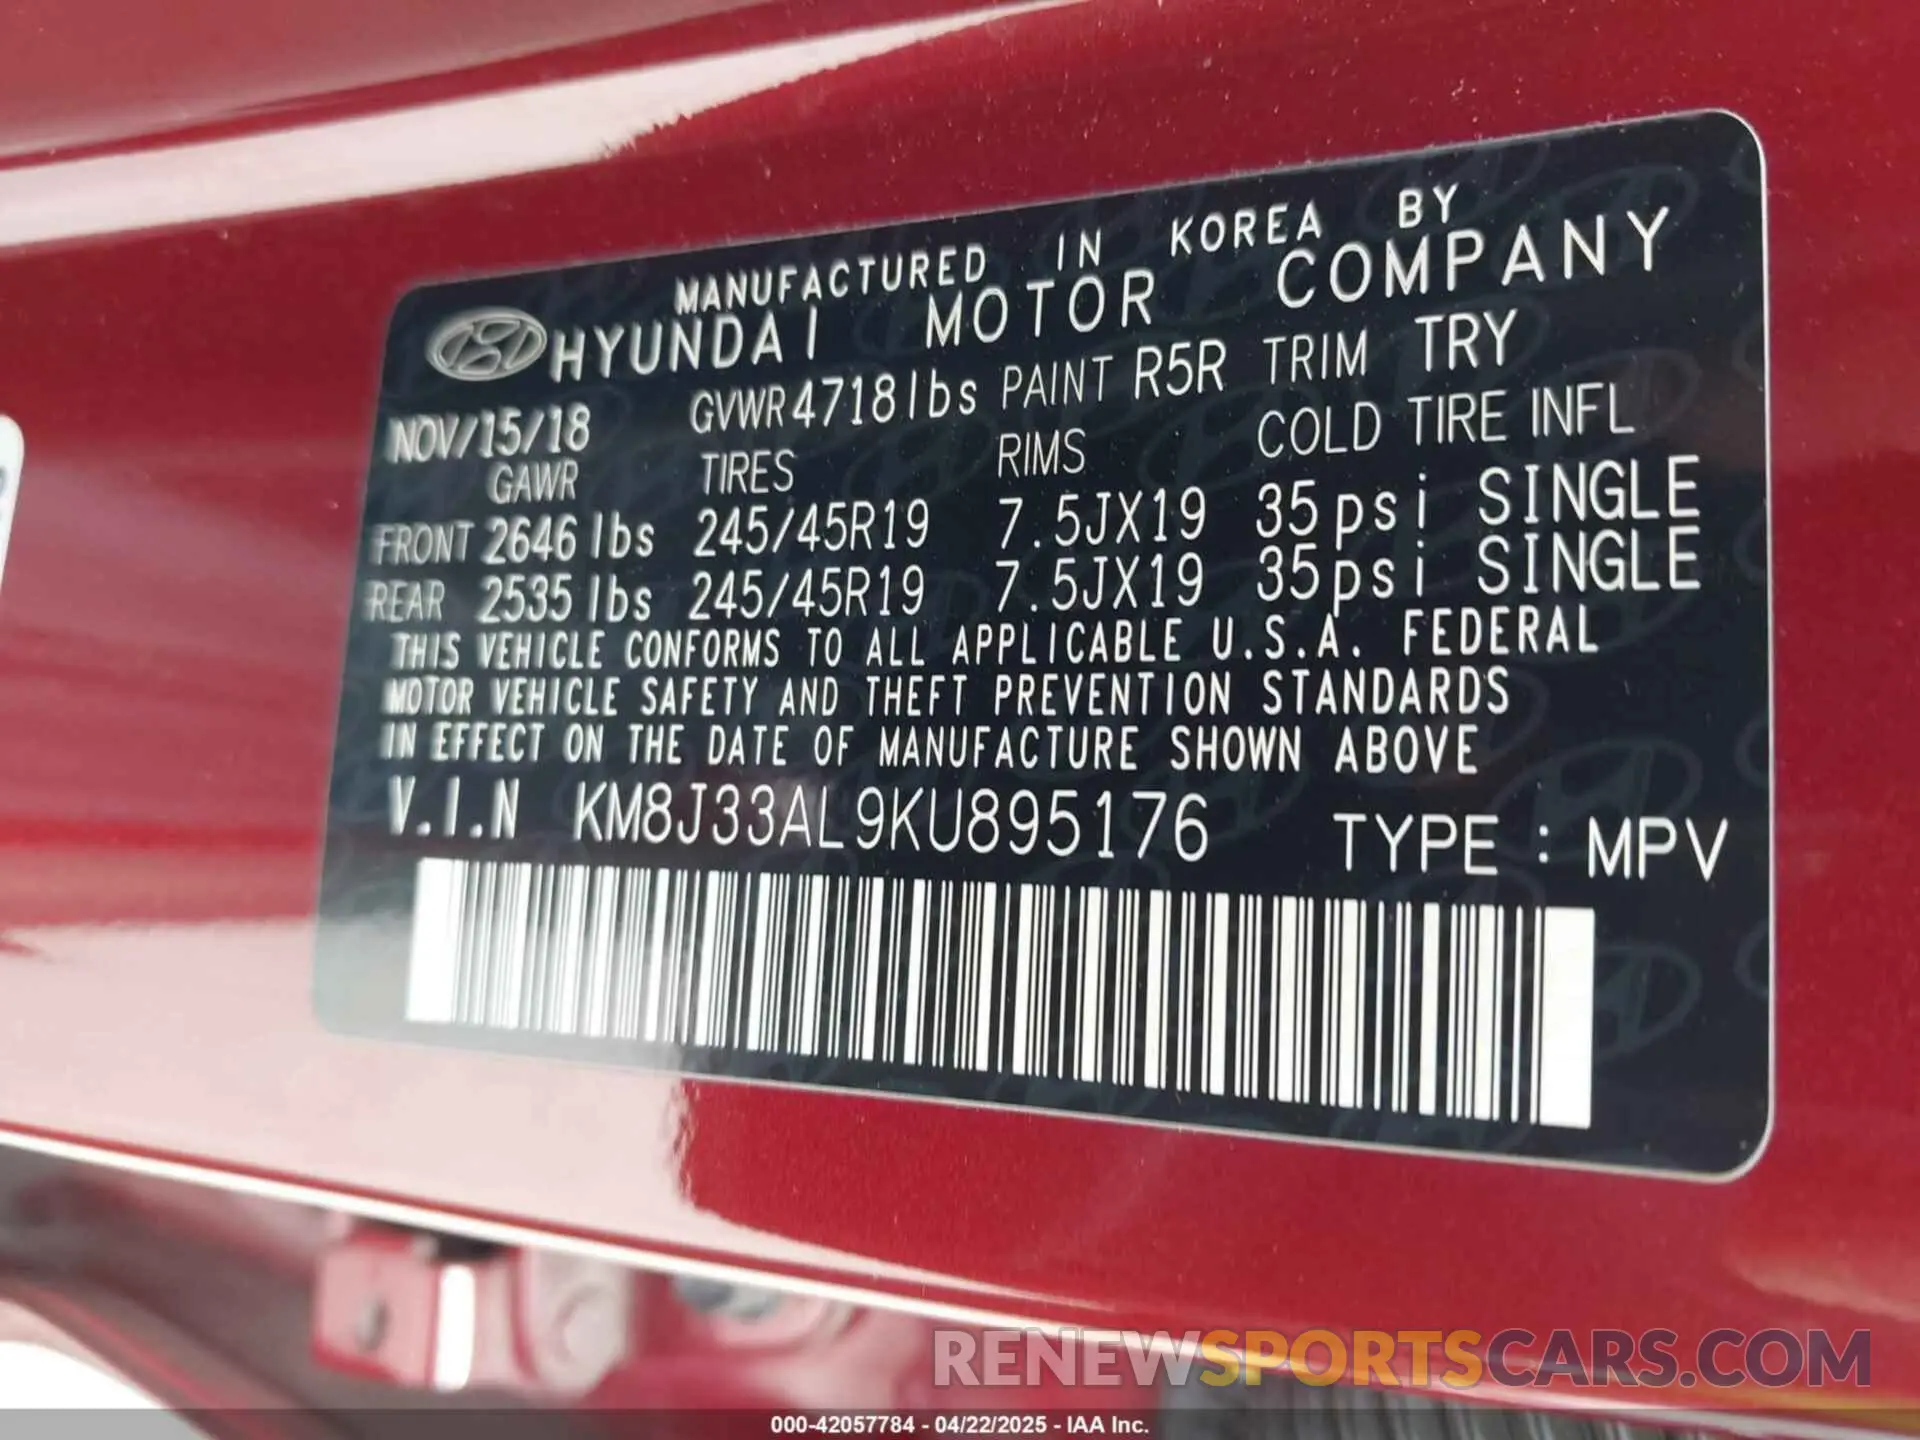 MANUFACTURED IN KOREA BY
HYUNDAI MOTOR COMPANY
NOV/15/18 GVWR 4718lbs PAINT R5R TRIM TRY
GAWR TIRES RIMS COLD TIRE INFL
FRONT 2646 lbs 245/45R19 7.5JX19 35psi SINGLE
REAR 2535 lbs 245/45R19 7.5JX19 35psi SINGLE
THIS VEHICLE CONFORMS TO ALL APPLICABLE U.S.A. FEDERAL
MOTOR VEHICLE SAFETY AND THEFT PREVENTION STANDARDS
IN EFFECT ON THE DATE OF MANUFACTURE SHOWN ABOVE
V.I.N KM8J33AL9KU895176 TYPE : MPV
RENEWSPORTSCARS.COM
000-42057784 - 04/22/2025 - IAA Inc.